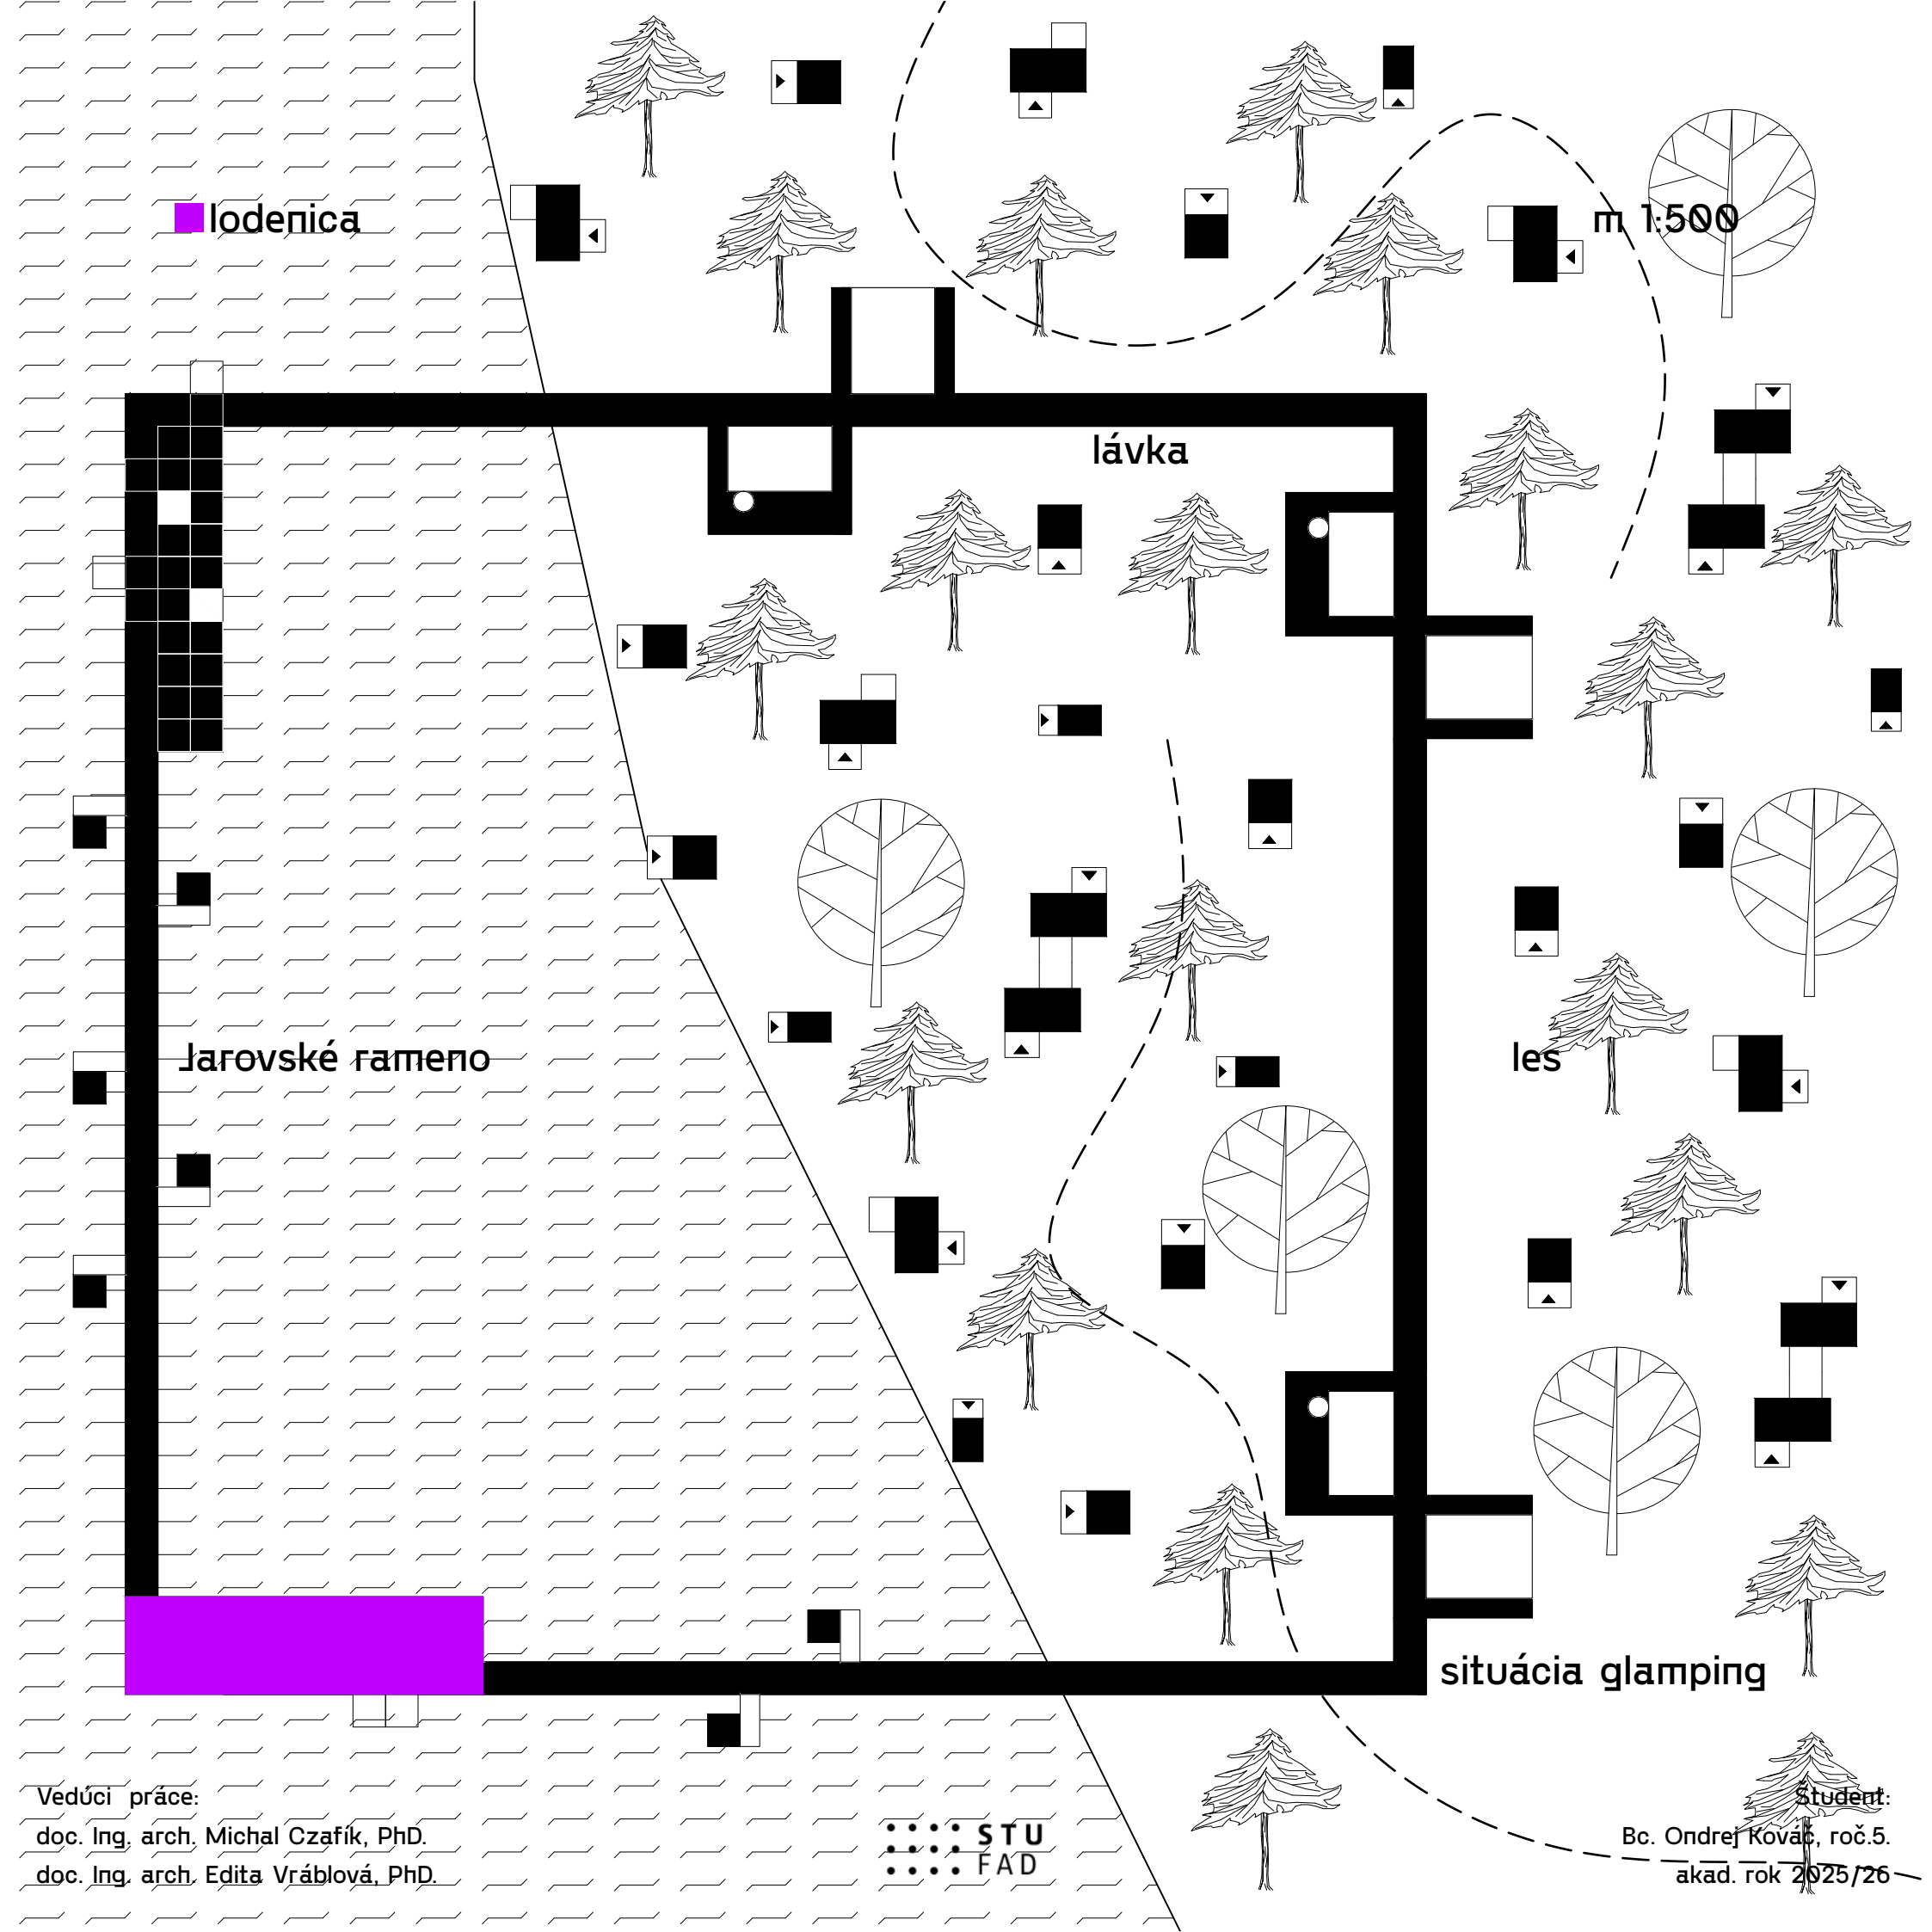 lodenica
m 1:500
lávka
Jarovské rameno
les
situácia glamping
Vedúci práce:
doc. Ing. arch. Michal Czafík, PhD.
doc. Ing. arch. Edita Vráblová, PhD.
STU
FAD
Študent:
Bc. Ondrej Kováč, roč.5.
akad. rok 2025/26